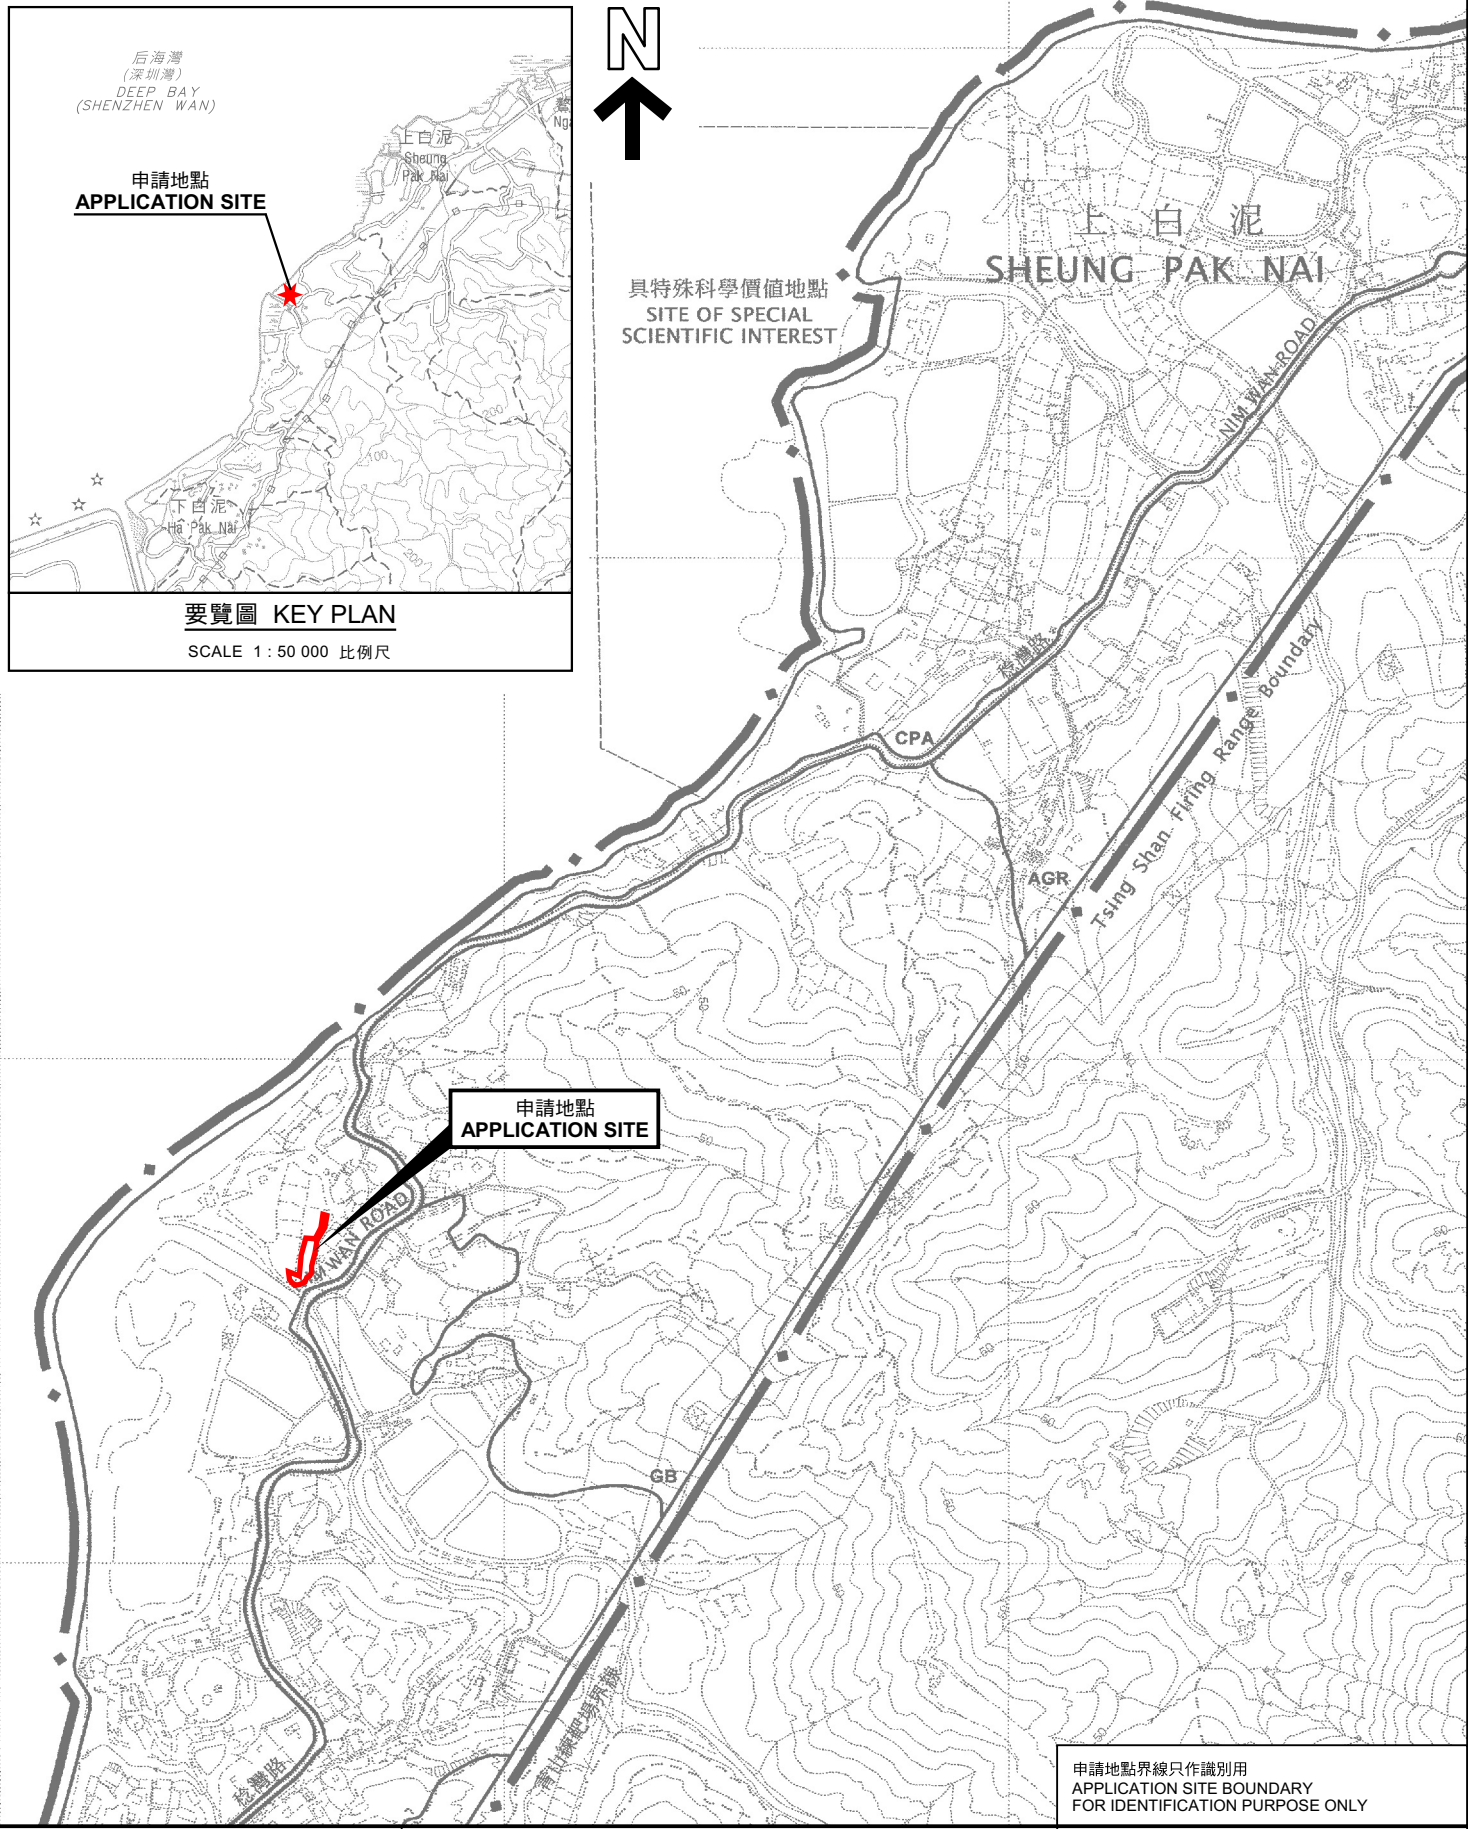 后海灣
(深圳灣)
DEEP BAY
(SHENZHEN WAN)
上白泥
Sheung
Pak Nai
申請地點
APPLICATION SITE
200
100
下白泥
Ha Pak Nai
200
要覽圖 KEY PLAN
SCALE 1 : 50 000 比例尺
N
上白泥
SHEUNG PAK NAI
具特殊科學價值地點
SITE OF SPECIAL
SCIENTIFIC INTEREST
NIM WAN ROAD
稔灣路
CPA
Tsing Shan Firing Range Boundary
AGR
申請地點
APPLICATION SITE
WAN ROAD
GB
青山練靶場界線
稔灣路
申請地點界線只作識別用
APPLICATION SITE BOUNDARY
FOR IDENTIFICATION PURPOSE ONLY